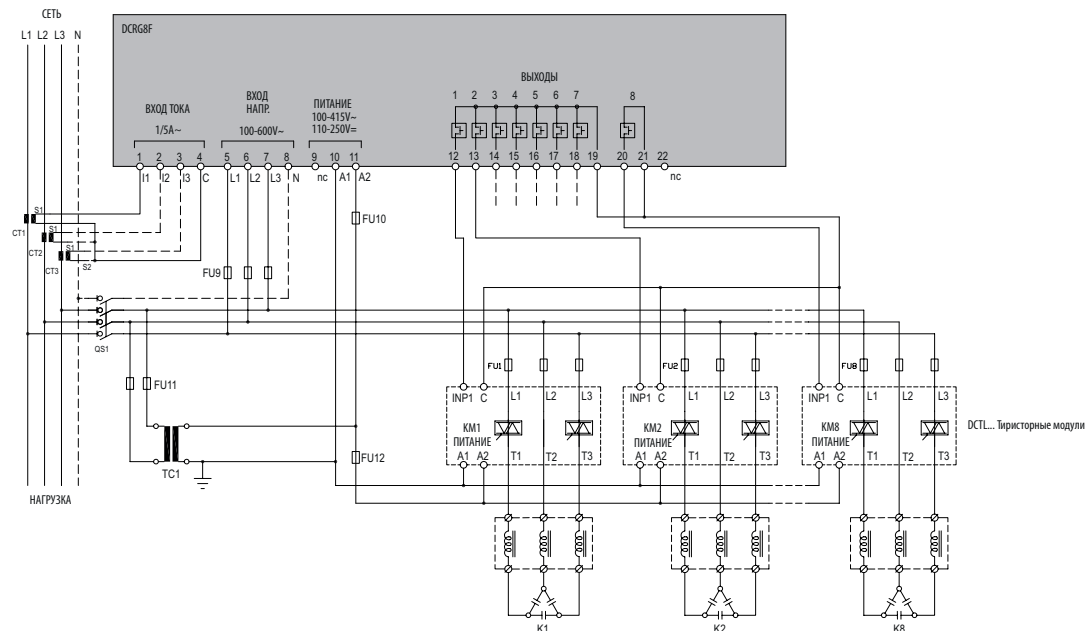 СЕТЬ
L1 L2 L3 N
DCRG8F
ВЫХОДЫ
ВХОД ТОКА
1/5A~
ВХОД
НАПР.
100-600V~
ПИТАНИЕ
100-415V~
110-250V=
1 2 3 4 5 6 7 8
1 2 3 4 5 6 7 8 9 10 11 12 13 14 15 16 17 18 19 20 21 22
I1 I2 I3 C L1 L2 L3 N nc A1 A2 nc
S1
CT1
S1
CT2
S1
CT3
S2
FU10
FU9
QS1
FU11
FU12
TC1
НАГРУЗКА
FU1 FU2 FU8
INP1 C L1 L2 L3
KM1
ПИТАНИЕ
A1 A2 T1 T2 T3
INP1 C L1 L2 L3
KM2
ПИТАНИЕ
A1 A2 T1 T2 T3
INP1 C L1 L2 L3
KM8
ПИТАНИЕ
A1 A2 T1 T2 T3
DCTL... Тиристорные модули
K1 K2 K8